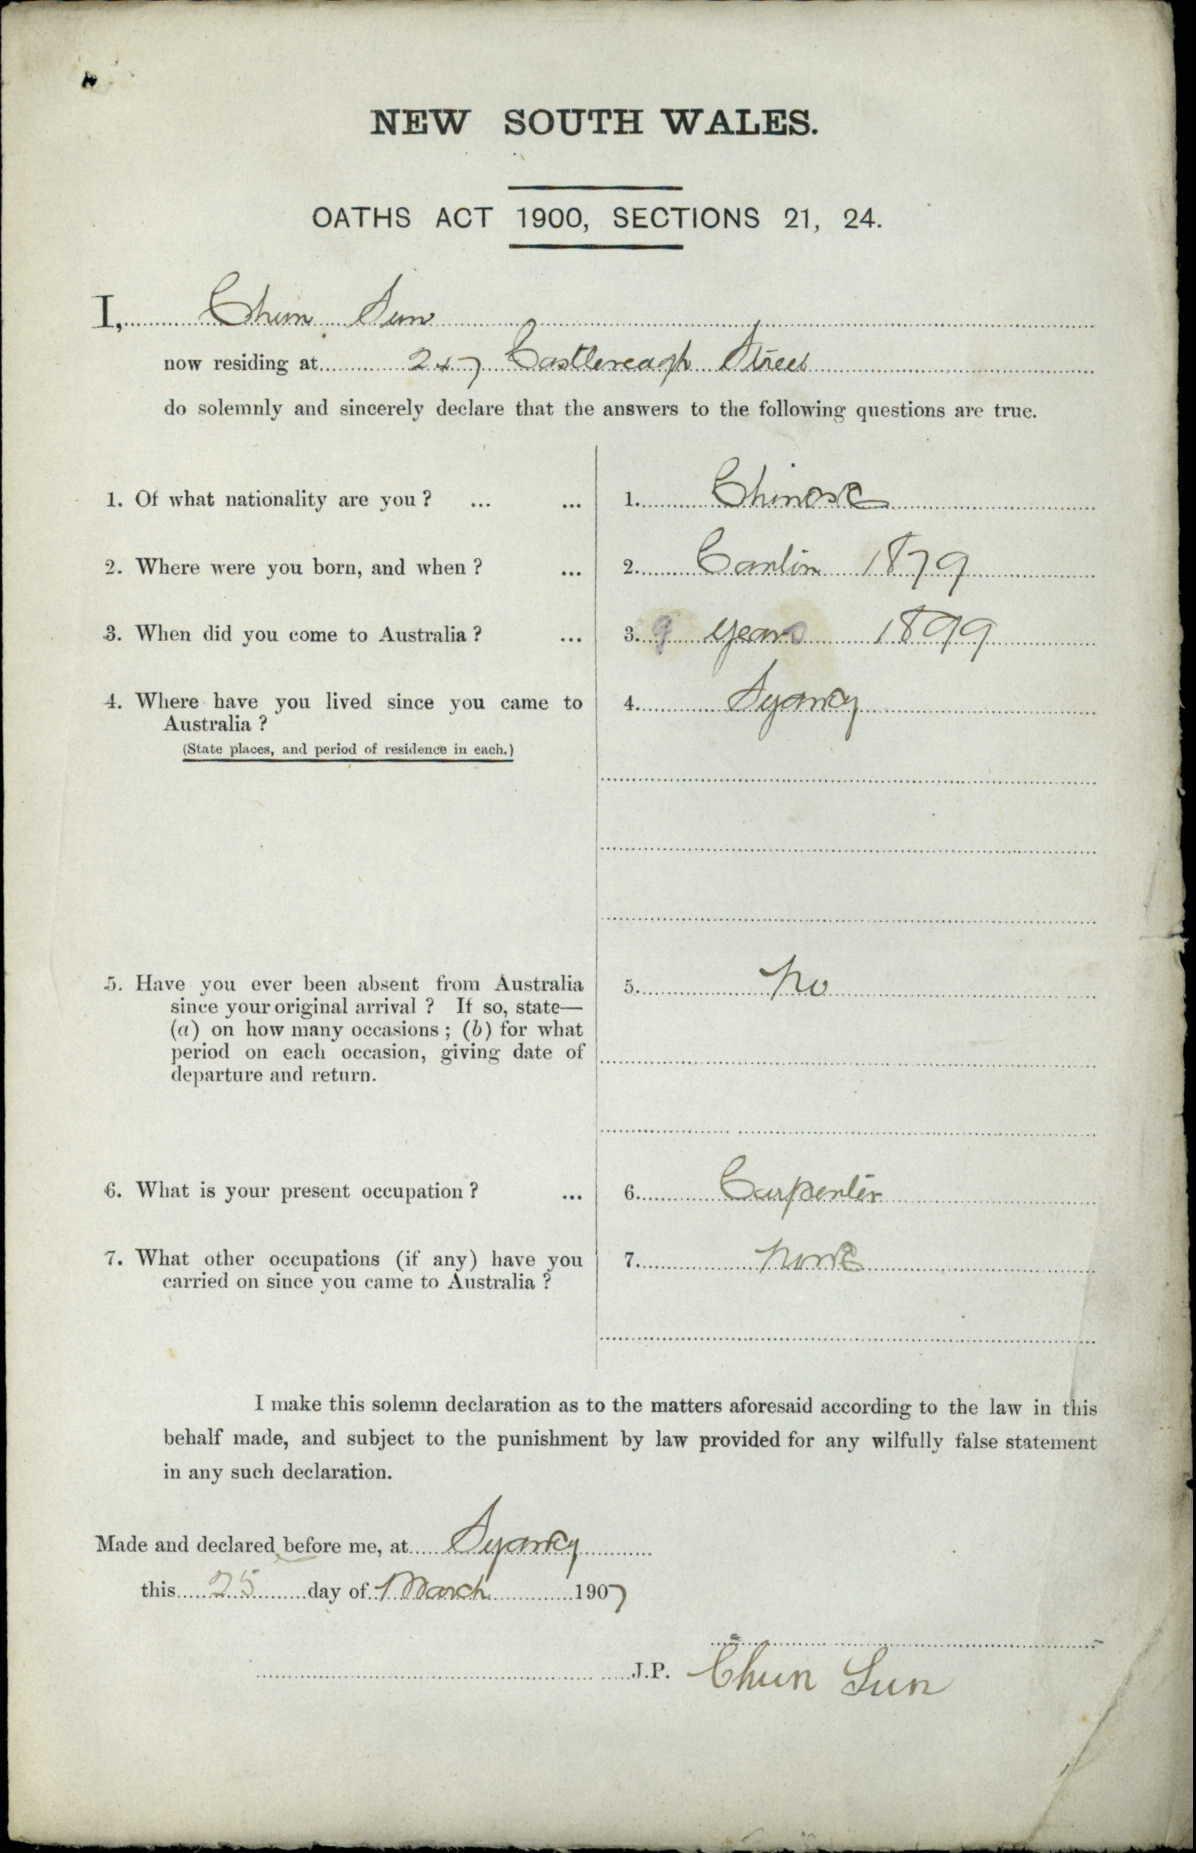 NEW SOUTH WALES.
OATHS ACT 1900, SECTIONS 21, 24.
I, Chun Sun
now residing at 247 Castlereagh Street
do solemnly and sincerely declare that the answers to the following questions are true.
1. Of what nationality are you? ... ... 1. Chinese
2. Where were you born, and when? ... 2. Canton 1879
3. When did you come to Australia? ... 3. 9 years 1899
4. Where have you lived since you came to 4. Sydney
Australia?
(State places, and period of residence in each.)
5. Have you ever been absent from Australia 5. No
since your original arrival? If so, state—
(a) on how many occasions; (b) for what
period on each occasion, giving date of
departure and return.
6. What is your present occupation? ... 6. Carpenter
7. What other occupations (if any) have you 7. None
carried on since you came to Australia?
I make this solemn declaration as to the matters aforesaid according to the law in this
behalf made, and subject to the punishment by law provided for any wilfully false statement
in any such declaration.
Made and declared before me, at Sydney
this 25 day of March 1907
J.P. Chun Sun